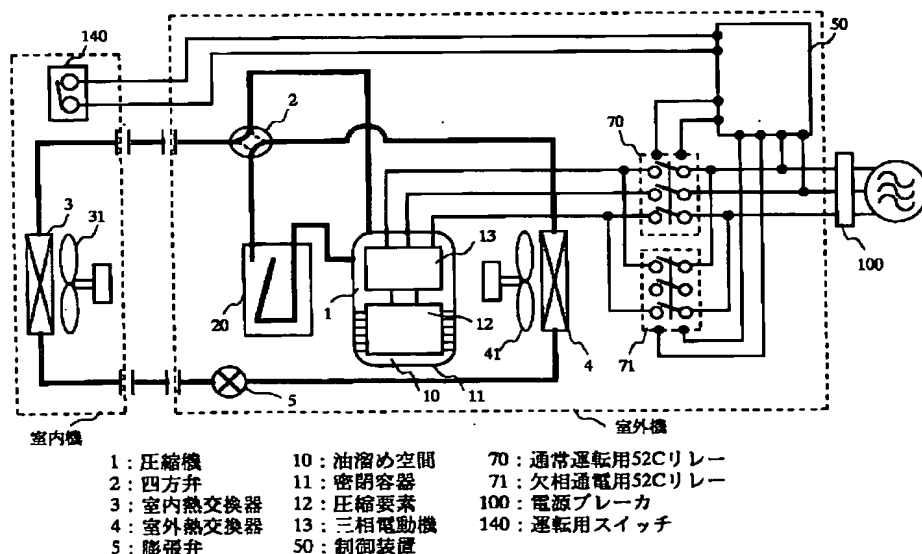 140
50
2
70
3
31
13
20
1
12
41
4
71
100
10
11
5
室内機
室外機
1：圧縮機
2：四方弁
3：室内熱交換器
4：室外熱交換器
5：膨張弁
10：油溜め空間
11：密閉容器
12：圧縮要素
13：三相電動機
50：制御装置
70：通常運転用52Cリレー
71：欠相通電用52Cリレー
100：電源ブレーカ
140：運転用スイッチ